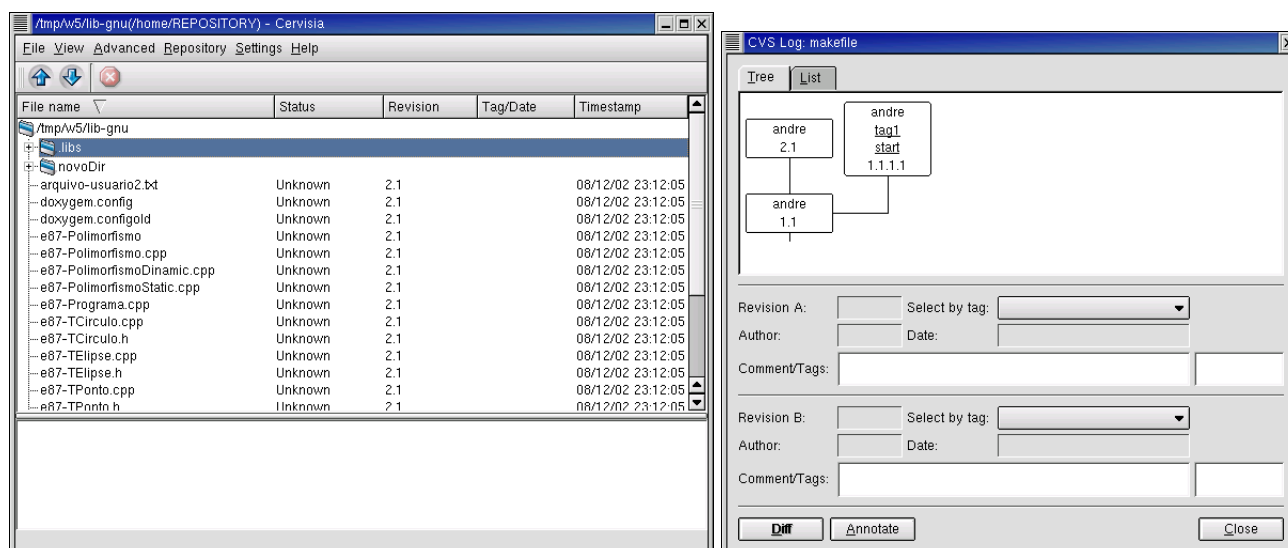 /tmp/w5/lib-gnu(/home/REPOSITORY) - Cervisia
File View Advanced Repository Settings Help
File name Status Revision Tag/Date Timestamp
/tmp/w5/lib-gnu
.libs
novoDir
arquivo-usuario2.txt Unknown 2.1 08/12/02 23:12:05
doxygem.config Unknown 2.1 08/12/02 23:12:05
doxygem.configold Unknown 2.1 08/12/02 23:12:05
e87-Polimorfismo Unknown 2.1 08/12/02 23:12:05
e87-Polimorfismo.cpp Unknown 2.1 08/12/02 23:12:05
e87-PolimorfismoDinamic.cpp Unknown 2.1 08/12/02 23:12:05
e87-PolimorfismoStatic.cpp Unknown 2.1 08/12/02 23:12:05
e87-Programa.cpp Unknown 2.1 08/12/02 23:12:05
e87-TCirculo.cpp Unknown 2.1 08/12/02 23:12:05
e87-TCirculo.h Unknown 2.1 08/12/02 23:12:05
e87-TElipse.cpp Unknown 2.1 08/12/02 23:12:05
e87-TElipse.h Unknown 2.1 08/12/02 23:12:05
e87-TPonto.cpp Unknown 2.1 08/12/02 23:12:05
e87-TPonto.h Unknown 2.1 08/12/02 23:12:05
CVS Log: makefile
Tree List
andre
2.1
andre
tag1
start
1.1.1.1
andre
1.1
Revision A: Select by tag:
Author: Date:
Comment/Tags:
Revision B: Select by tag:
Author: Date:
Comment/Tags:
Diff Annotate Close